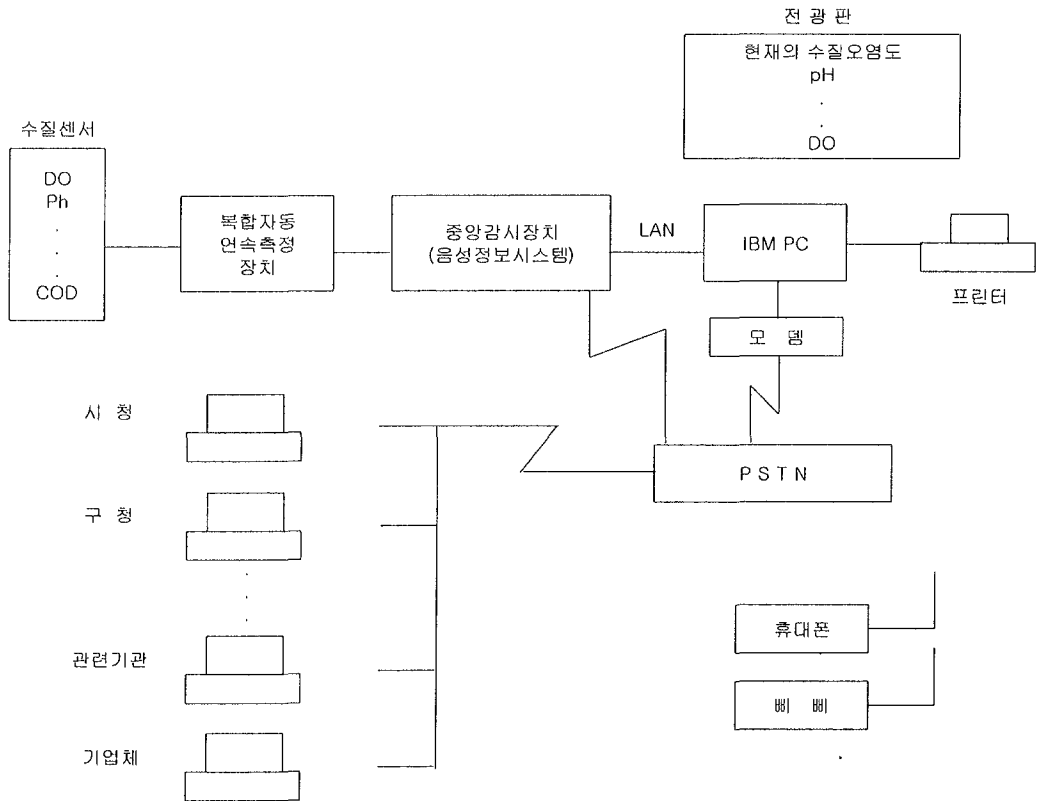 전 광 판
현재의 수질오염도
pH
.
.
DO
수질센서
DO
Ph
.
.
.
COD
복합자동
연속측정
장치
중앙감시장치
(음성정보시스템)
LAN
IBM PC
프린터
모 뎀
P S T N
시 청
구 청
.
.
.
관련기관
기업체
휴대폰
삐 삐